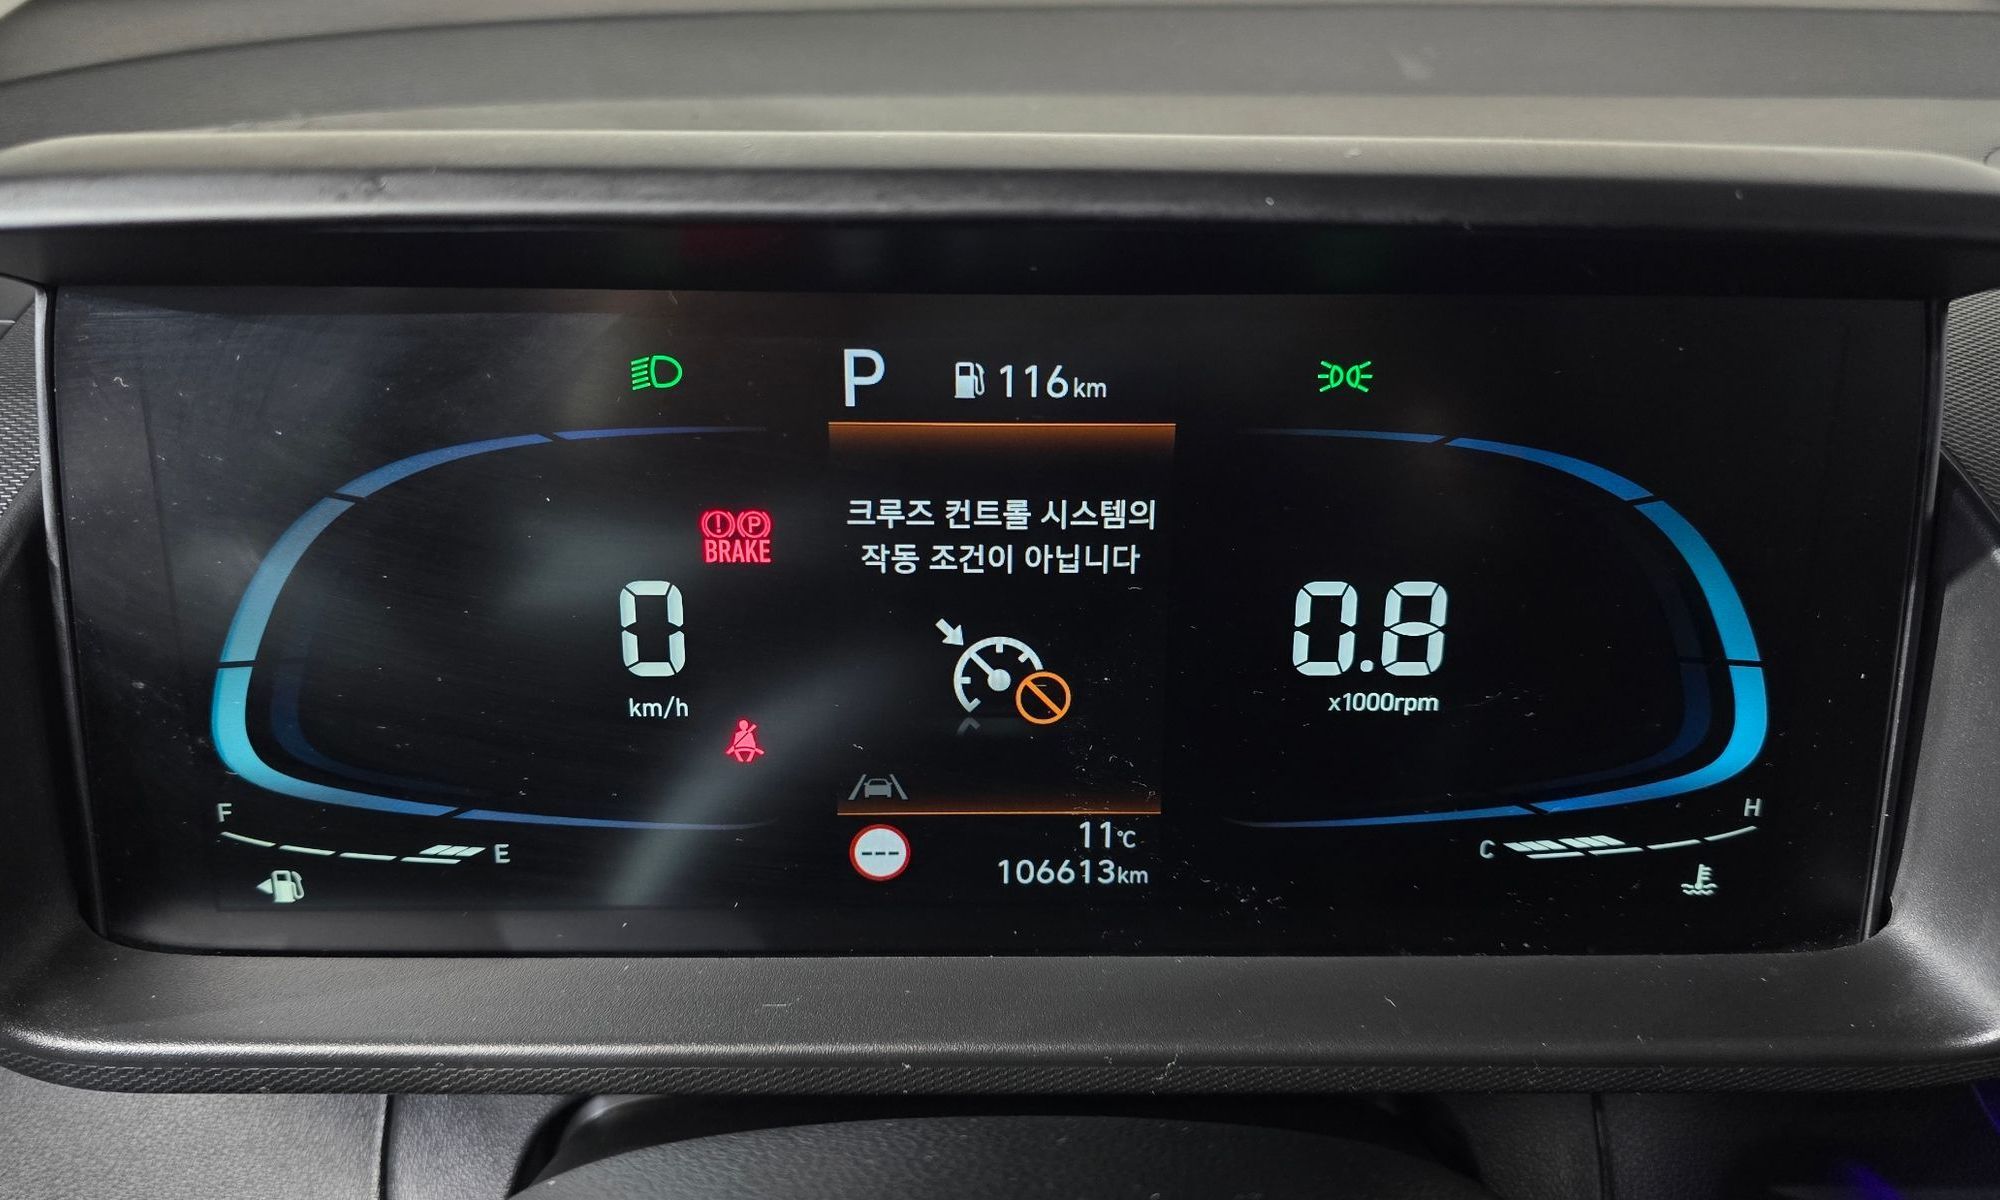 P 116km
크루즈 컨트롤 시스템의
작동 조건이 아닙니다
! P
BRAKE
0
km/h
0.8
x1000rpm
F E
---
11℃
106613km
C H